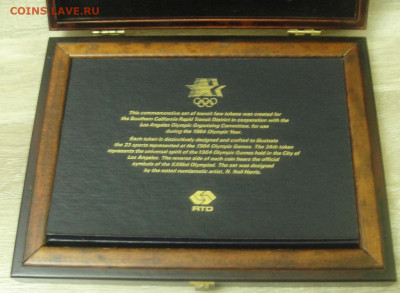 COINS.LAVE.RU
This commemorative set of transit fare tokens was created for
the Southern California Rapid Transit District in cooperation with the
Los Angeles Olympic Organizing Committee, for use
during the 1984 Olympic Year.
Each token is distinctively designed and crafted to illustrate
the 23 sports represented at the 1984 Olympic Games. The 24th token
represents the universal spirit of the 1984 Olympic Games held in the City of
Los Angeles. The reverse side of each coin bears the official
symbols of the XXIIIrd Olympiad. The set was designed
by the noted numismatic artist, N. Neil Harris.
RTD